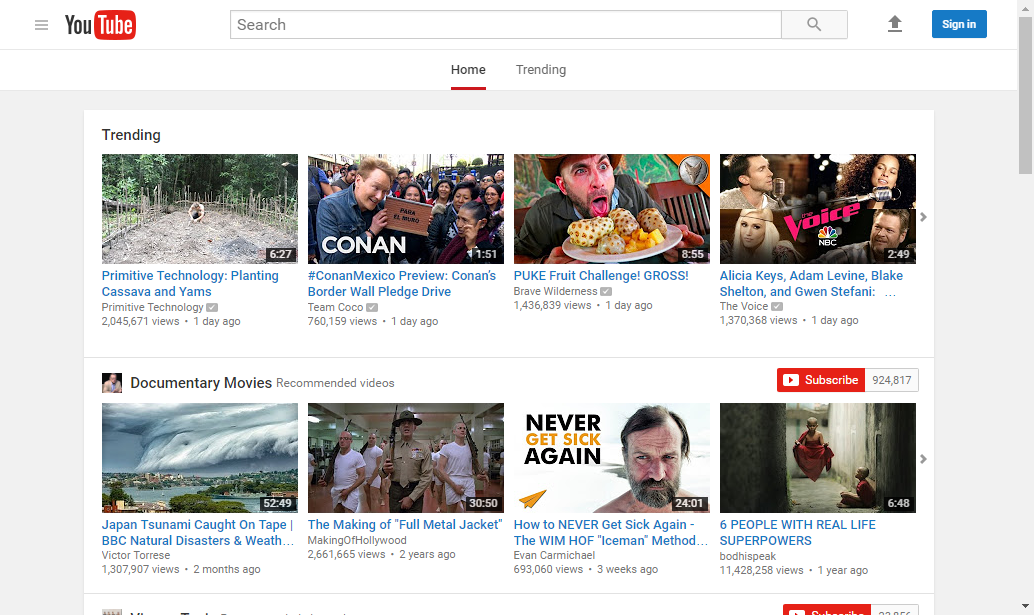 YouTube
Search
Sign in
Home
Trending
Trending
PARA
EL MURO
CONAN
the
Voice
NBC
6:27
1:51
8:55
2:49
Primitive Technology: Planting
Cassava and Yams
Primitive Technology
2,045,671 views • 1 day ago
#ConanMexico Preview: Conan's
Border Wall Pledge Drive
Team Coco
760,159 views • 1 day ago
PUKE Fruit Challenge! GROSS!
Brave Wilderness
1,436,839 views • 1 day ago
Alicia Keys, Adam Levine, Blake
Shelton, and Gwen Stefani: ...
The Voice
1,370,368 views • 1 day ago
Documentary Movies Recommended videos
Subscribe 924,817
NEVER
GET SICK
AGAIN
52:49
30:50
24:01
6:48
Japan Tsunami Caught On Tape |
BBC Natural Disasters & Weath...
Victor Torrese
1,307,907 views • 2 months ago
The Making of "Full Metal Jacket"
MakingOfHollywood
2,661,665 views • 2 years ago
How to NEVER Get Sick Again -
The WIM HOF "Iceman" Method...
Evan Carmichael
693,060 views • 3 weeks ago
6 PEOPLE WITH REAL LIFE
SUPERPOWERS
bodhispeak
11,428,258 views • 1 year ago
Subscribe